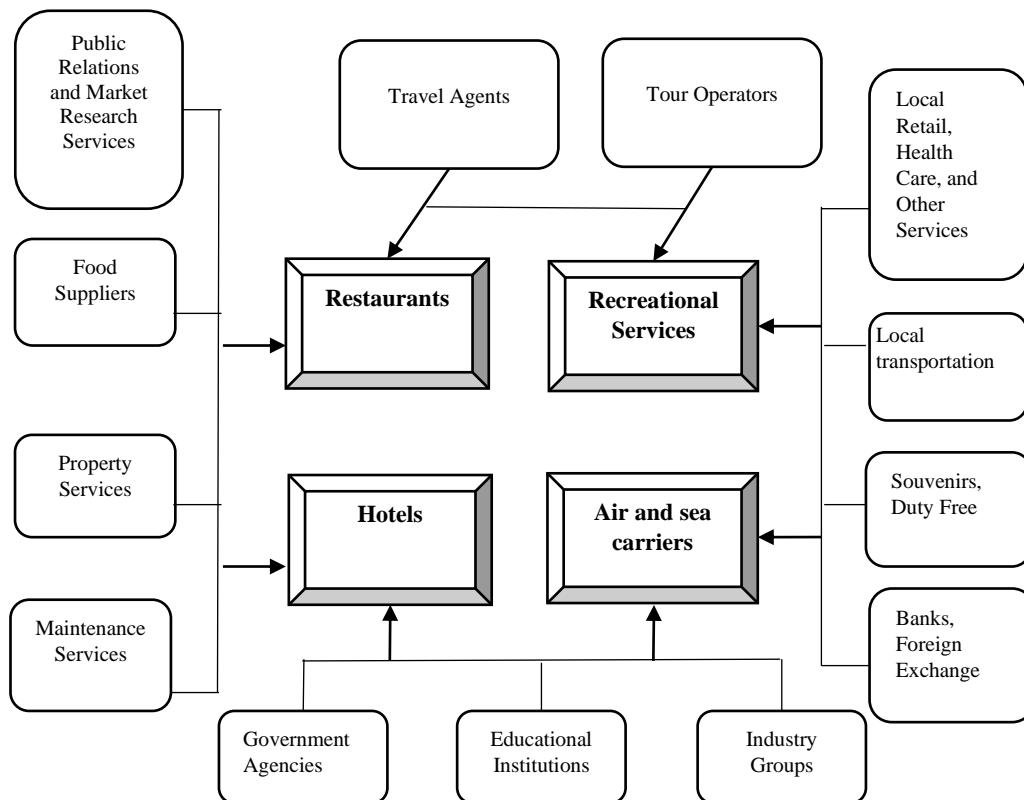 Public
Relations
and Market
Research
Services
Travel Agents
Tour Operators
Local
Retail,
Health
Care, and
Other
Services
Food
Suppliers
Restaurants
Recreational
Services
Local
transportation
Property
Services
Hotels
Air and sea
carriers
Souvenirs,
Duty Free
Maintenance
Services
Banks,
Foreign
Exchange
Government
Agencies
Educational
Institutions
Industry
Groups